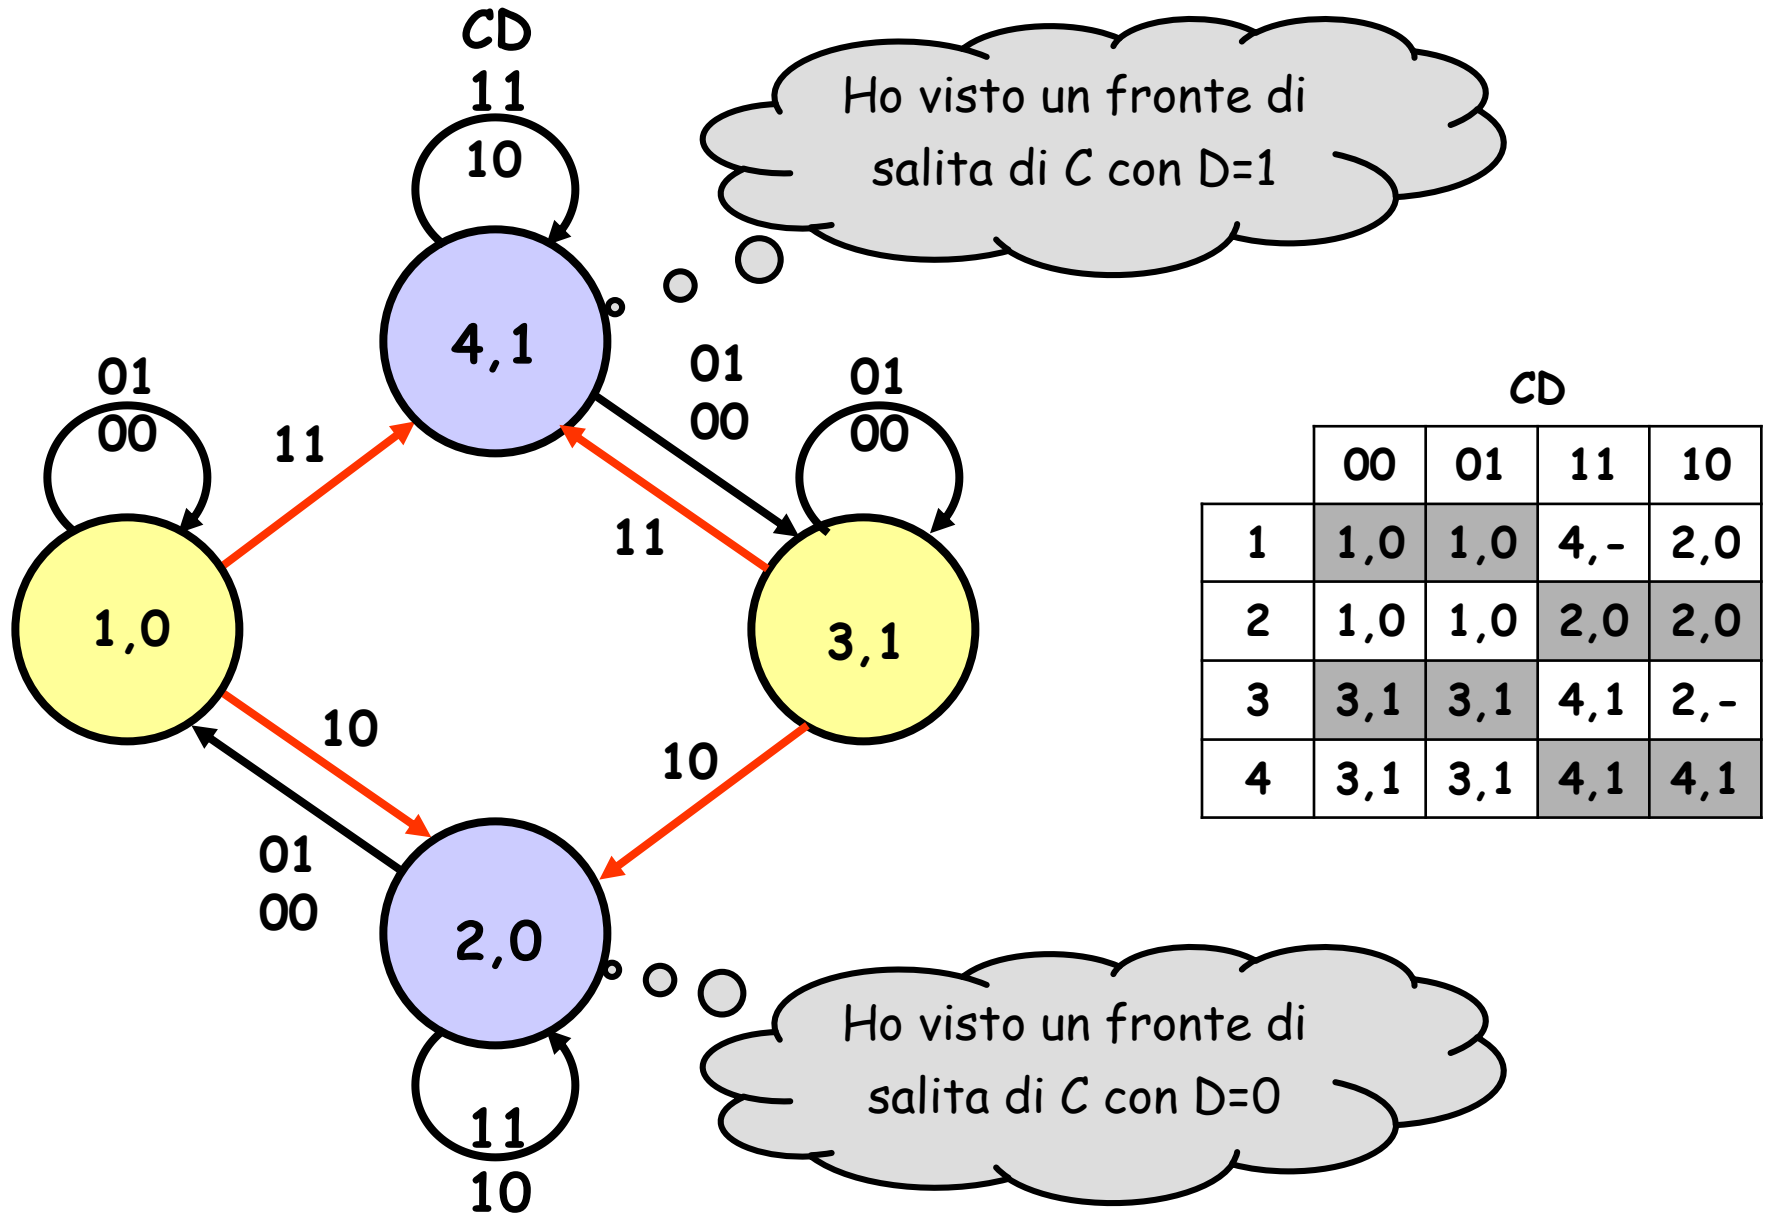 CD
11
10
Ho visto un fronte di
salita di C con D=1
4,1
01
00
01
00
01
00
11
11
1,0
3,1
10
10
01
00
2,0
11
10
Ho visto un fronte di
salita di C con D=0
CD
00 01 11 10
1 1,0 1,0 4,- 2,0
2 1,0 1,0 2,0 2,0
3 3,1 3,1 4,1 2,-
4 3,1 3,1 4,1 4,1